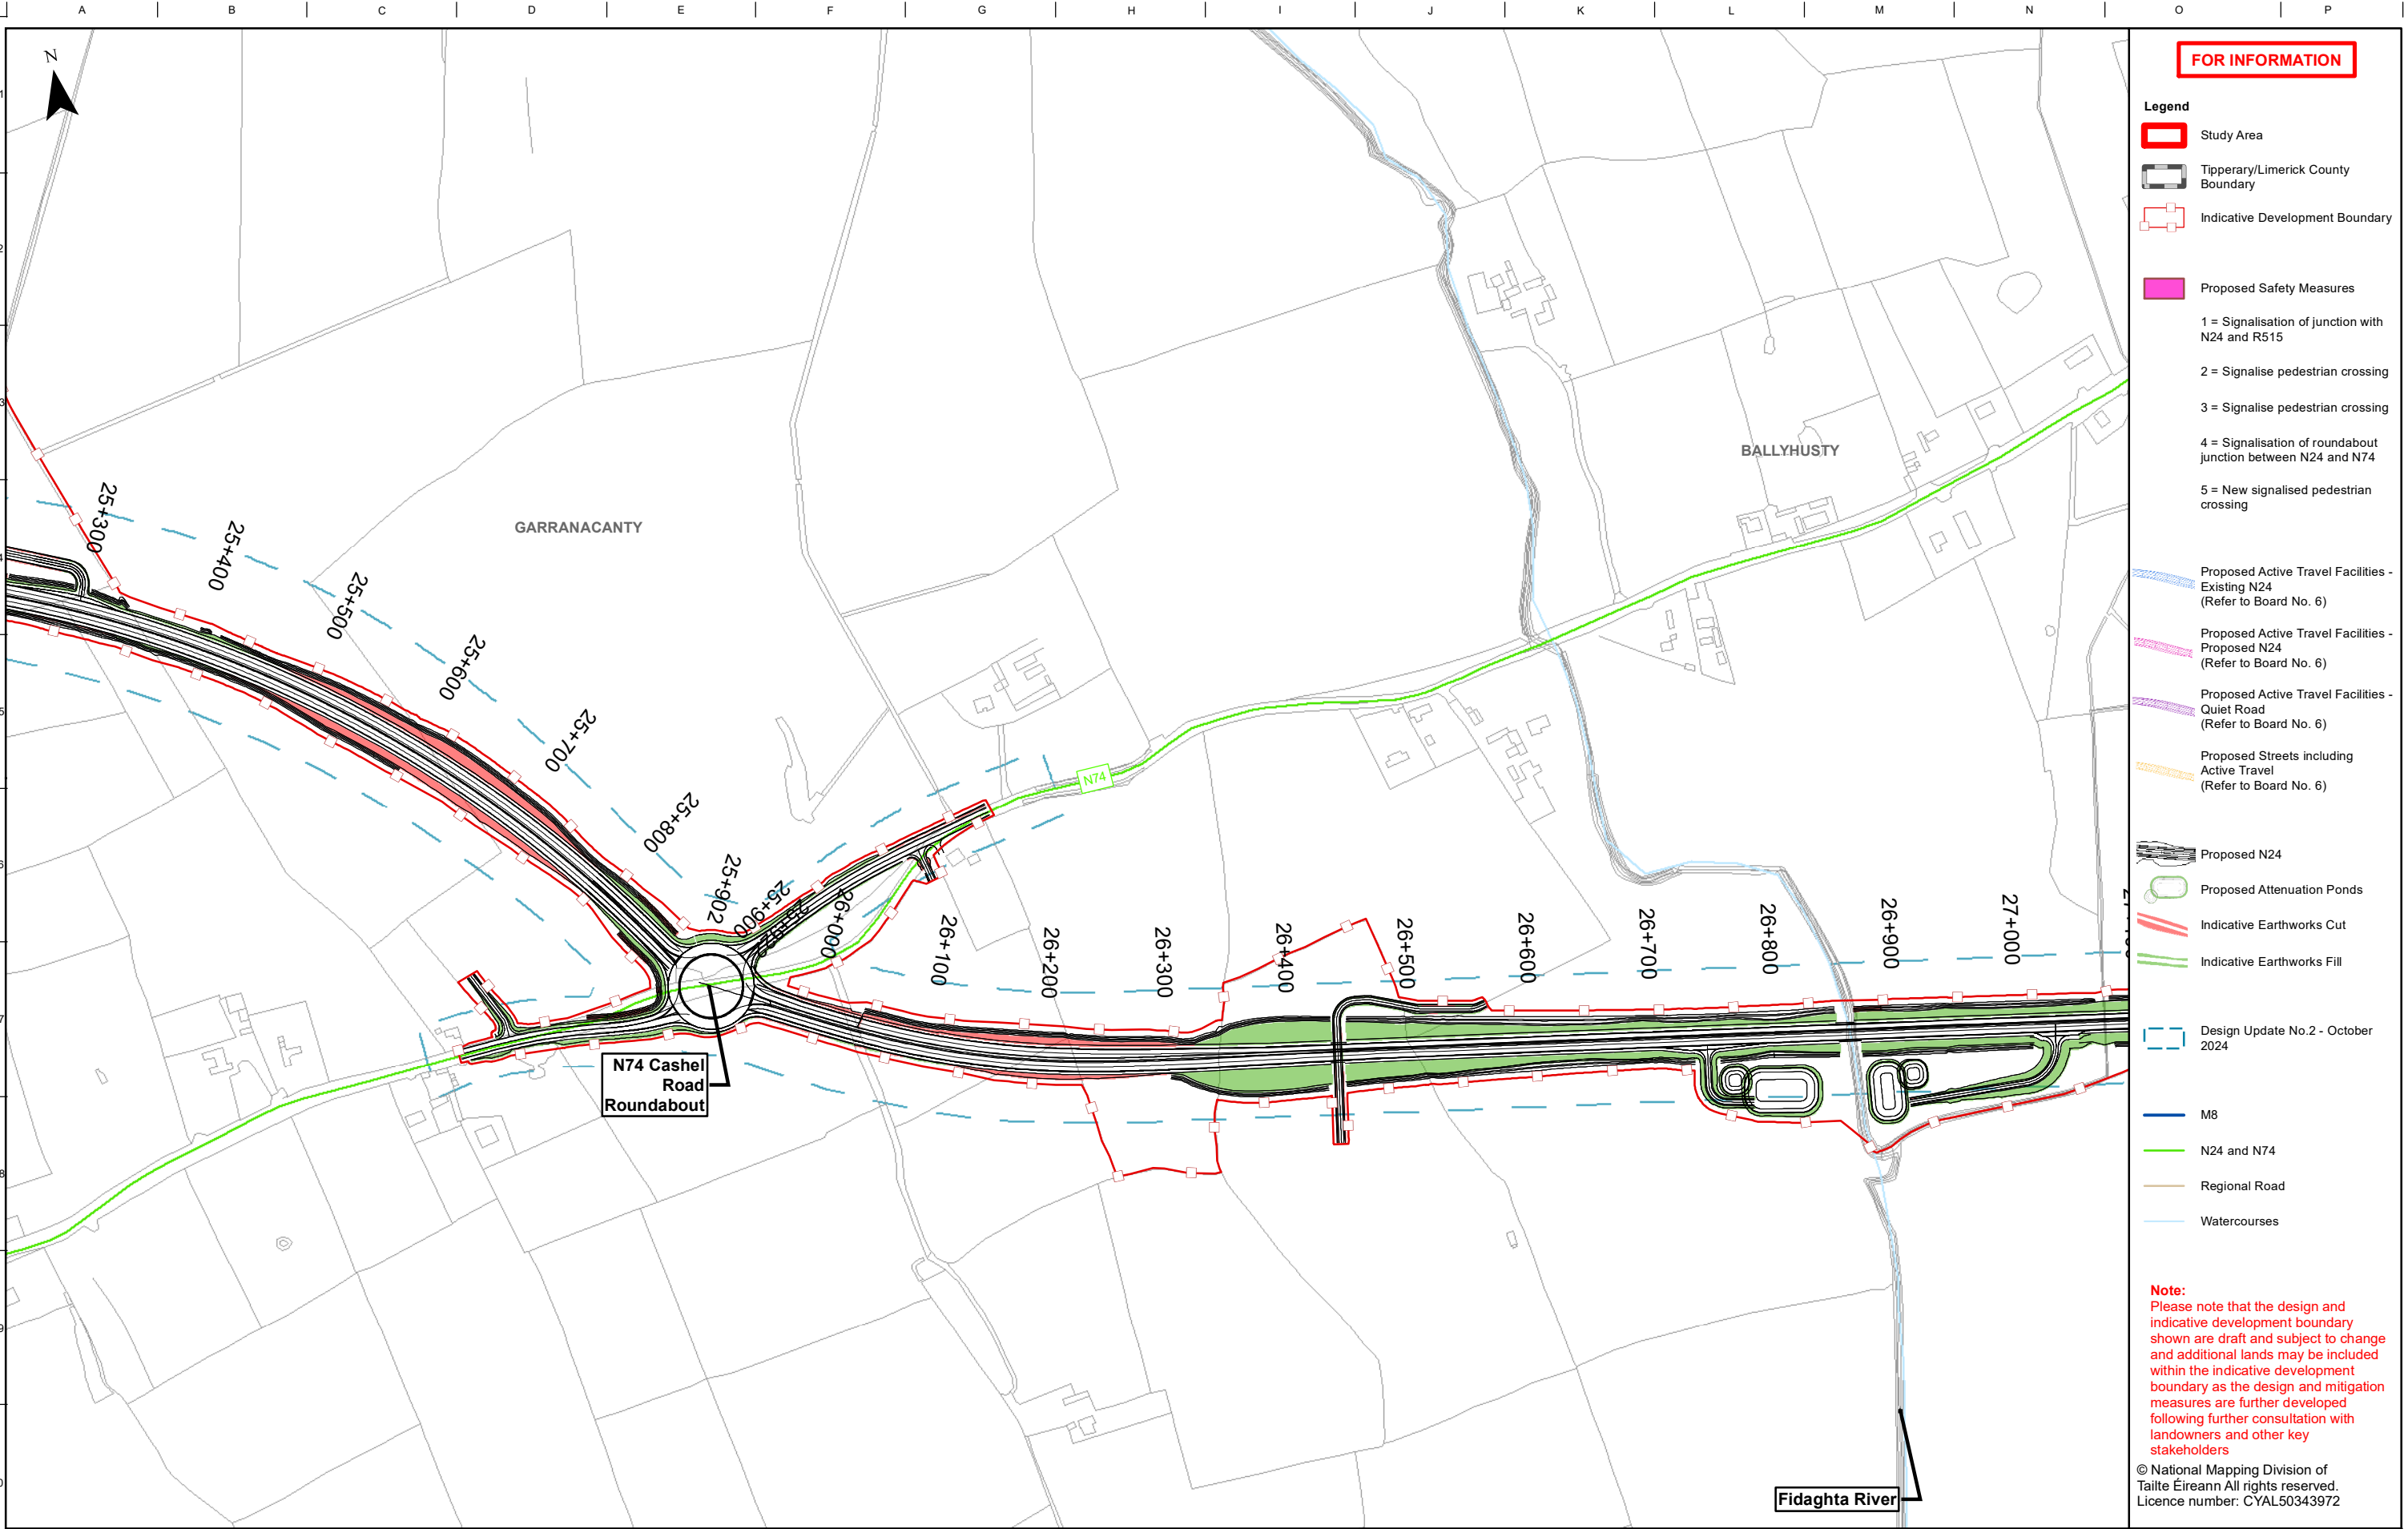 A B C D E F G H I J K L M N O P
N
1
2
3
4
5
6
7
8
9
GARRANACANTY
BALLYHUSTY
25+300
25+400
25+500
25+600
25+700
25+800
25+902
25+900
26+000
26+100
26+200
26+300
26+400
26+500
26+600
26+700
26+800
26+900
27+000
N74
N74 Cashel
Road
Roundabout
Fidaghta River
FOR INFORMATION
Legend
Study Area
Tipperary/Limerick County
Boundary
Indicative Development Boundary
Proposed Safety Measures
1 = Signalisation of junction with
N24 and R515
2 = Signalise pedestrian crossing
3 = Signalise pedestrian crossing
4 = Signalisation of roundabout
junction between N24 and N74
5 = New signalised pedestrian
crossing
Proposed Active Travel Facilities -
Existing N24
(Refer to Board No. 6)
Proposed Active Travel Facilities -
Proposed N24
(Refer to Board No. 6)
Proposed Active Travel Facilities -
Quiet Road
(Refer to Board No. 6)
Proposed Streets including
Active Travel
(Refer to Board No. 6)
Proposed N24
Proposed Attenuation Ponds
Indicative Earthworks Cut
Indicative Earthworks Fill
Design Update No.2 - October
2024
M8
N24 and N74
Regional Road
Watercourses
Note:
Please note that the design and
indicative development boundary
shown are draft and subject to change
and additional lands may be included
within the indicative development
boundary as the design and mitigation
measures are further developed
following further consultation with
landowners and other key
stakeholders
© National Mapping Division of
Tailte Éireann All rights reserved.
Licence number: CYAL50343972